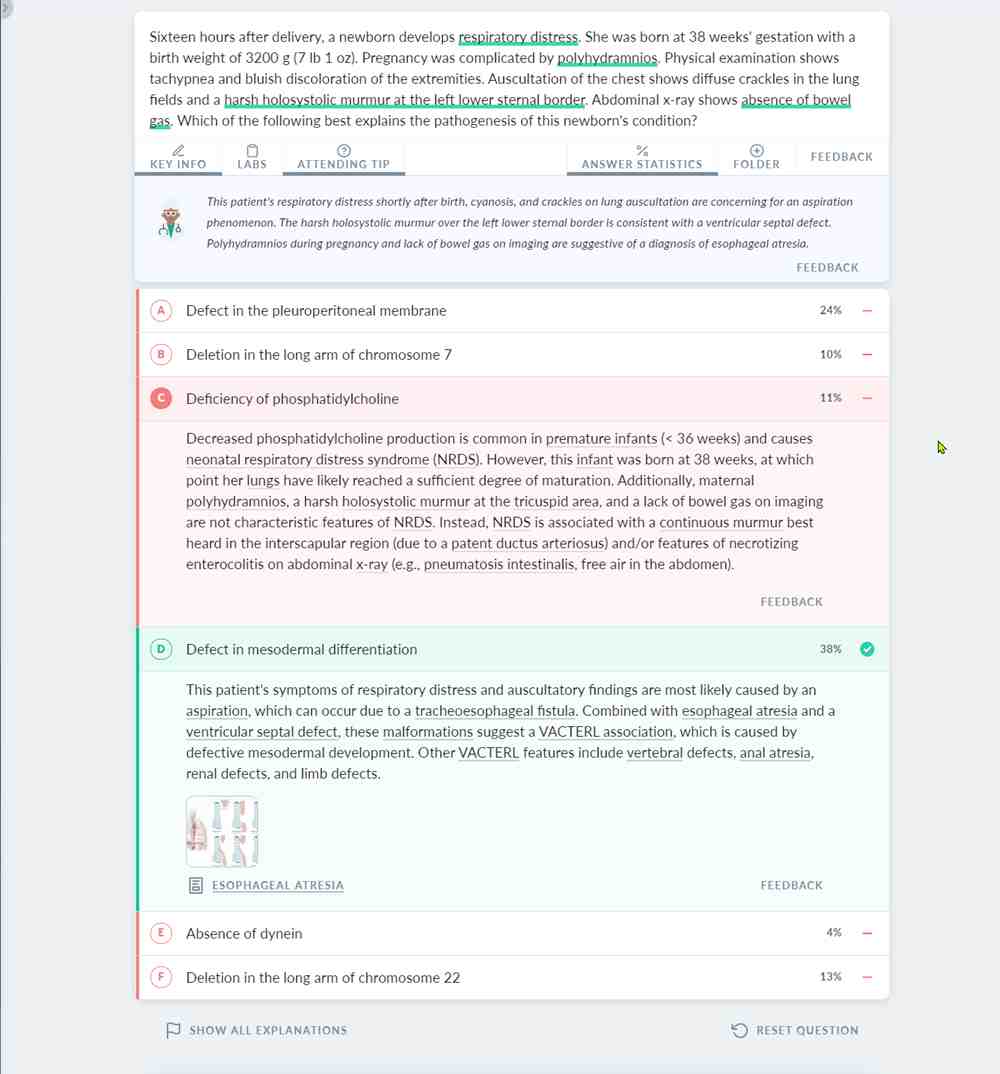 Sixteen hours after delivery, a newborn develops respiratory distress. She was born at 38 weeks' gestation with a
birth weight of 3200 g (7 lb 1 oz). Pregnancy was complicated by polyhydramnios. Physical examination shows
tachypnea and bluish discoloration of the extremities. Auscultation of the chest shows diffuse crackles in the lung
fields and a harsh holosystolic murmur at the left lower sternal border. Abdominal x-ray shows absence of bowel
gas. Which of the following best explains the pathogenesis of this newborn's condition?
KEY INFO LABS ATTENDING TIP ANSWER STATISTICS FOLDER FEEDBACK
This patient's respiratory distress shortly after birth, cyanosis, and crackles on lung auscultation are concerning for an aspiration
phenomenon. The harsh holosystolic murmur over the left lower sternal border is consistent with a ventricular septal defect.
Polyhydramnios during pregnancy and lack of bowel gas on imaging are suggestive of a diagnosis of esophageal atresia.
FEEDBACK
A Defect in the pleuroperitoneal membrane 24%
B Deletion in the long arm of chromosome 7 10%
C Deficiency of phosphatidylcholine 11%
Decreased phosphatidylcholine production is common in premature infants (< 36 weeks) and causes
neonatal respiratory distress syndrome (NRDS). However, this infant was born at 38 weeks, at which
point her lungs have likely reached a sufficient degree of maturation. Additionally, maternal
polyhydramnios, a harsh holosystolic murmur at the tricuspid area, and a lack of bowel gas on imaging
are not characteristic features of NRDS. Instead, NRDS is associated with a continuous murmur best
heard in the interscapular region (due to a patent ductus arteriosus) and/or features of necrotizing
enterocolitis on abdominal x-ray (e.g., pneumatosis intestinalis, free air in the abdomen).
FEEDBACK
D Defect in mesodermal differentiation 38%
This patient's symptoms of respiratory distress and auscultatory findings are most likely caused by an
aspiration, which can occur due to a tracheoesophageal fistula. Combined with esophageal atresia and a
ventricular septal defect, these malformations suggest a VACTERL association, which is caused by
defective mesodermal development. Other VACTERL features include vertebral defects, anal atresia,
renal defects, and limb defects.
ESOPHAGEAL ATRESIA FEEDBACK
E Absence of dynein 4%
F Deletion in the long arm of chromosome 22 13%
SHOW ALL EXPLANATIONS RESET QUESTION